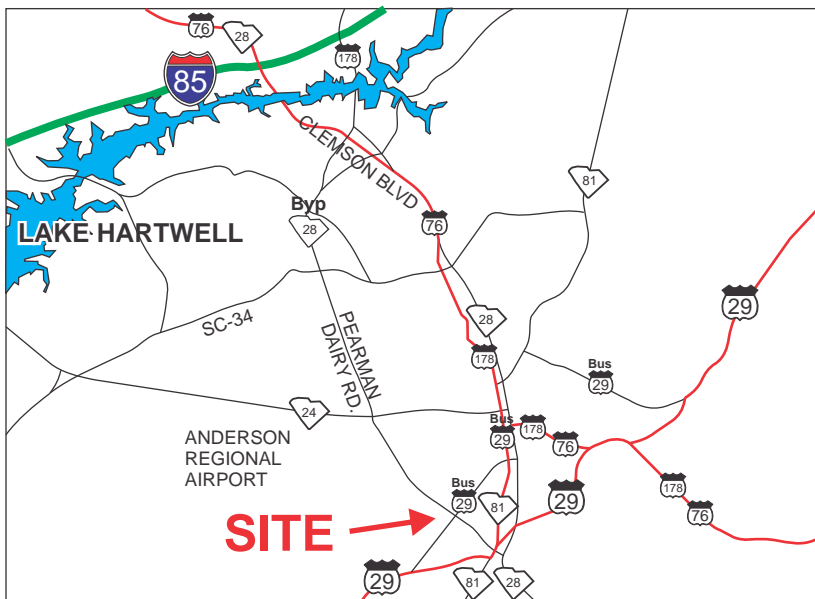 76
28
178
85
CLEMSON BLVD
81
Byp
28
76
LAKE HARTWELL
29
28
SC-34
PEARMAN
DAIRY RD.
178
Bus
29
24
Bus
29
178
76
ANDERSON
REGIONAL
AIRPORT
Bus
29
81
29
178
76
SITE
29
81
28